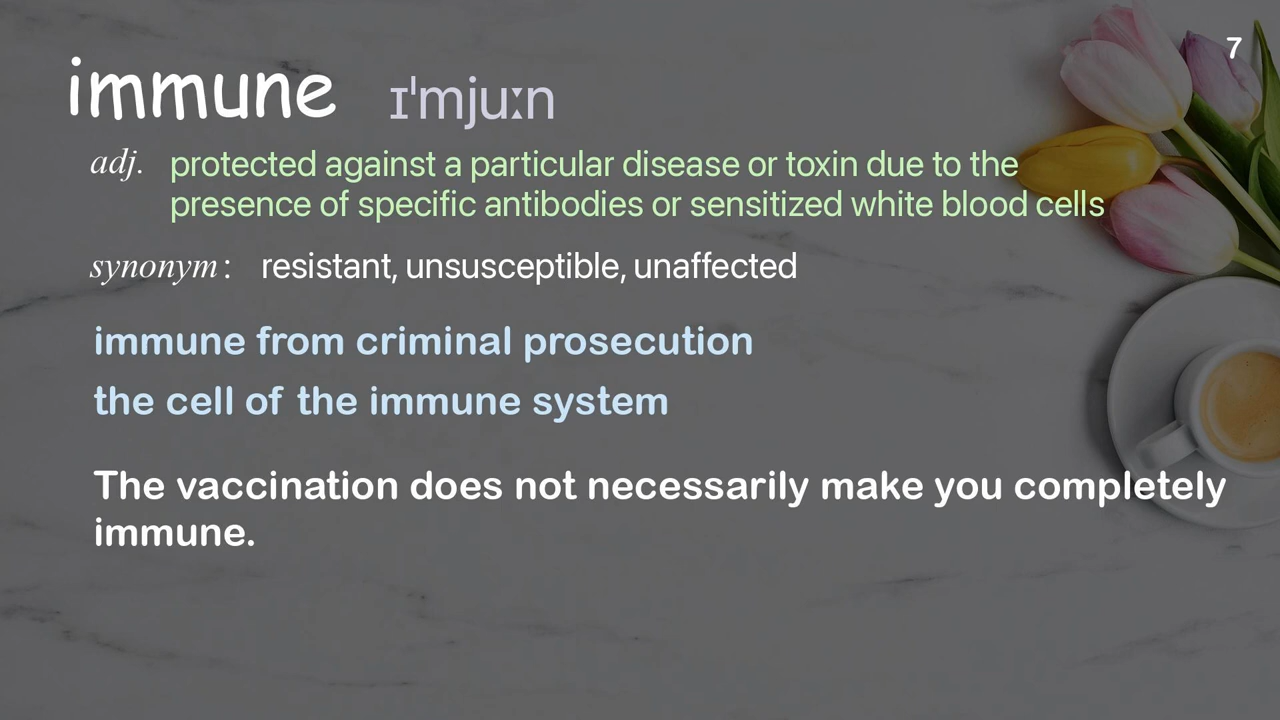 7
immune ɪˈmjuːn
adj. protected against a particular disease or toxin due to the
presence of specific antibodies or sensitized white blood cells
synonym: resistant, unsusceptible, unaffected
immune from criminal prosecution
the cell of the immune system
The vaccination does not necessarily make you completely
immune.